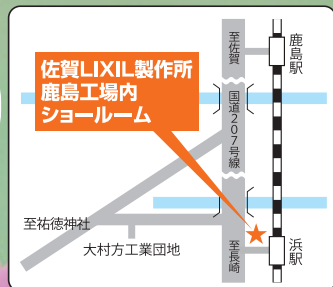 至佐賀
鹿島駅
佐賀LIXIL製作所
鹿島工場内
ショールーム
国道207号線
至祐徳神社
大村方工業団地
至長崎
浜駅